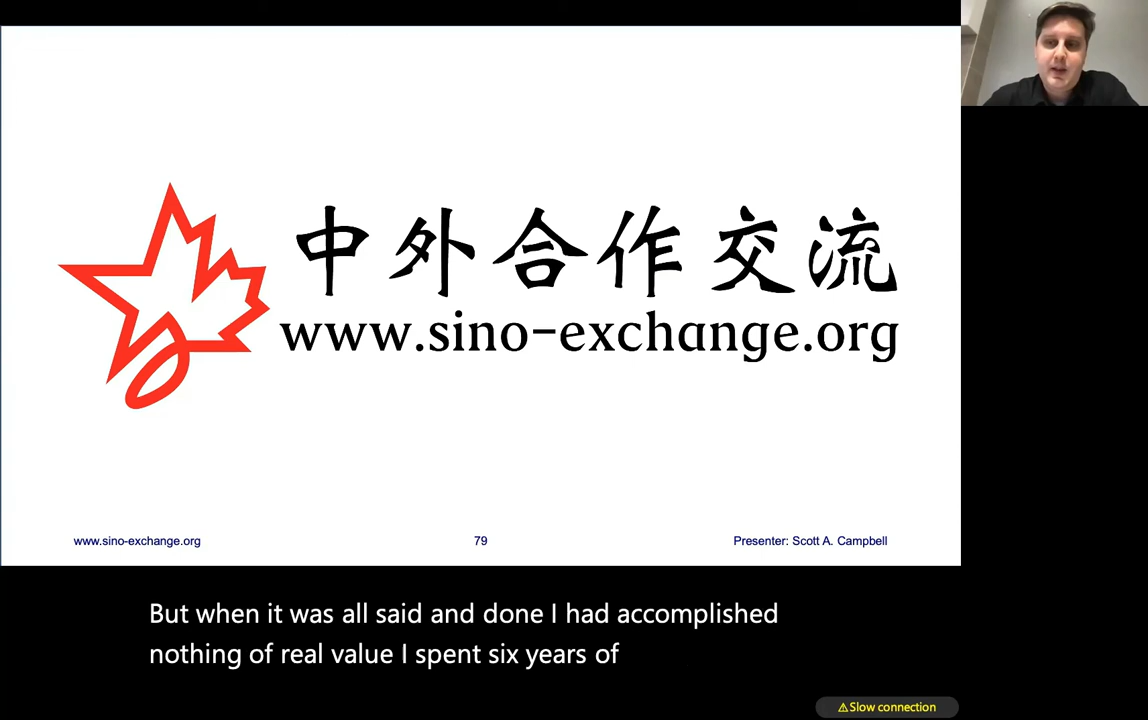 中外合作交流
www.sino-exchange.org
www.sino-exchange.org
79
Presenter: Scott A. Campbell
But when it was all said and done I had accomplished
nothing of real value I spent six years of
⚠Slow connection